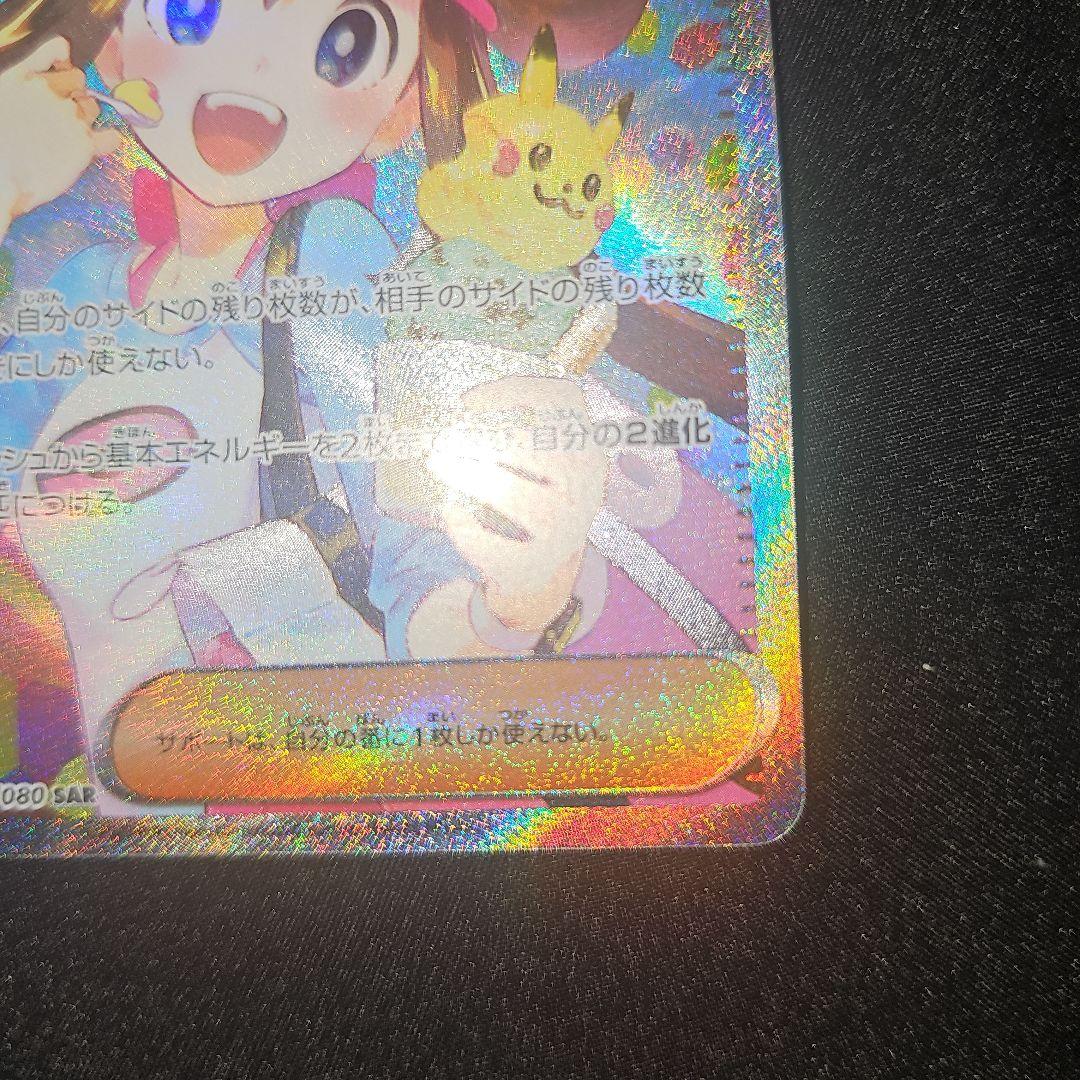 、自分のサイドの残り枚数が、相手のサイドの残り枚数
にしか使えない。
シュから基本エネルギーを2枚 自分の2進化
につける。
サポートは、自分の番に1枚しか使えない。
080 SAR